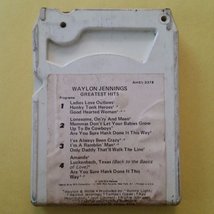 AHS1-3378
WAYLON JENNINGS
GREATEST HITS
Programs
1 Ladies Love Outlaws
Honky Tonk Heroes
Good Hearted Woman
2 Lonesome, On'ry And Mean
Mammas Don't Let Your Babies Grow
Up To Be Cowboys
Are You Sure Hank Done It This Way
3 I've Always Been Crazy
I'm A Ramblin' Man
Only Daddy That'll Walk The Line
4 Amanda
Luckenbach, Texas (Back to the Basics
of Love)
Are You Sure Hank Done It This Way